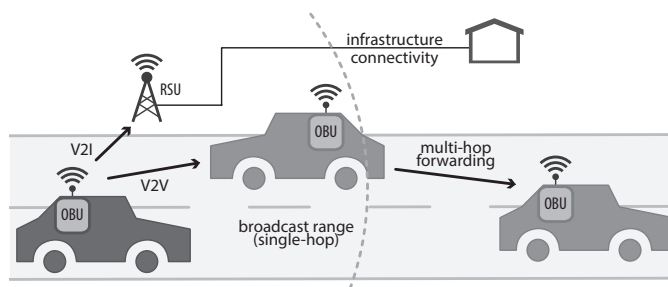 infrastructure
connectivity
RSU
OBU
V2I
V2V
multi-hop
forwarding
OBU
OBU
broadcast range
(single-hop)